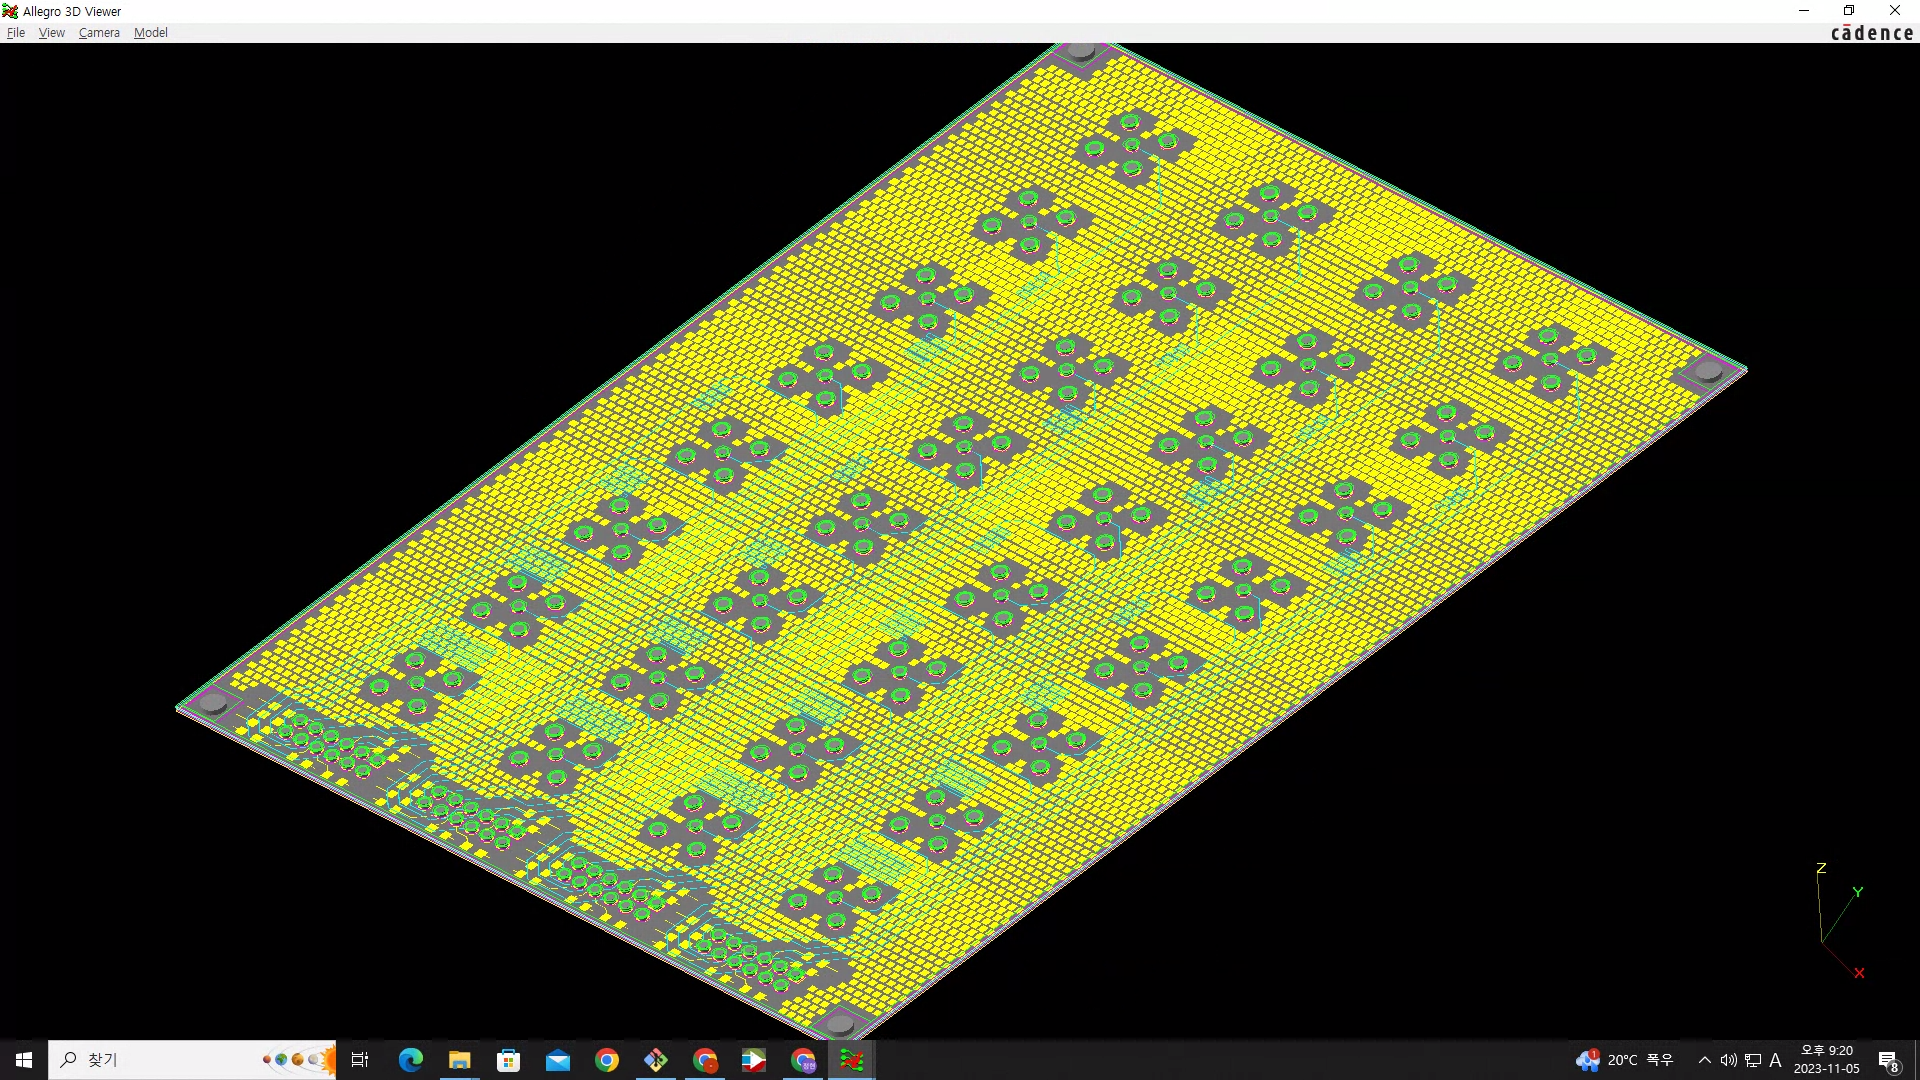 Allegro 3D Viewer
File View Camera Model
cādence
Z
Y
X
찾기
1
20°C 폭우
A
오후 9:20
2023-11-05
8